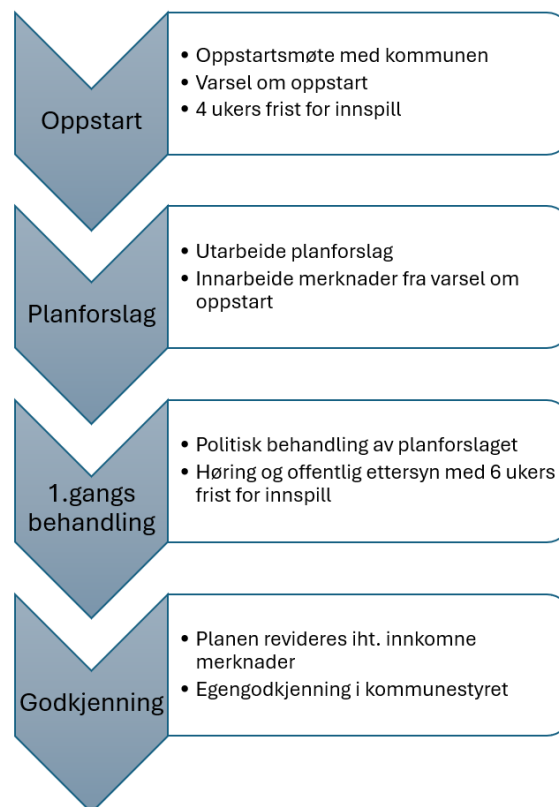 Oppstart
• Oppstartsmøte med kommunen
• Varsel om oppstart
• 4 ukers frist for innspill
Planforslag
• Utarbeide planforslag
• Innarbeide merknader fra varsel om
oppstart
1.gangs
behandling
• Politisk behandling av planforslaget
• Høring og offentlig ettersyn med 6 ukers
frist for innspill
Godkjenning
• Planen revideres iht. innkomne
merknader
• Egengodkjenning i kommunestyret